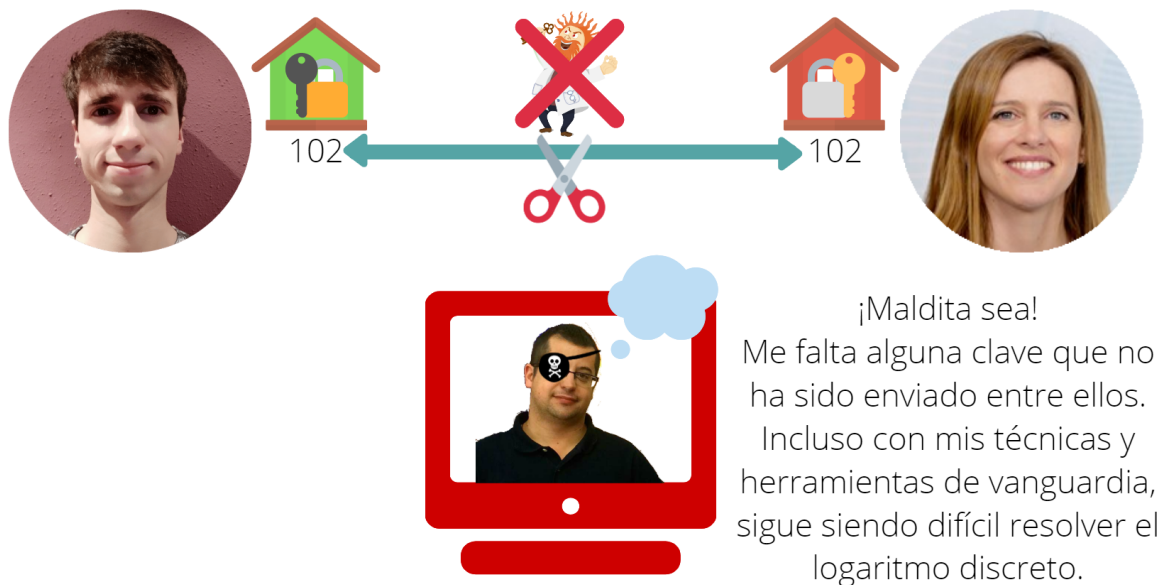 102
102
¡Maldita sea!
Me falta alguna clave que no
ha sido enviado entre ellos.
Incluso con mis técnicas y
herramientas de vanguardia,
sigue siendo difícil resolver el
logaritmo discreto.